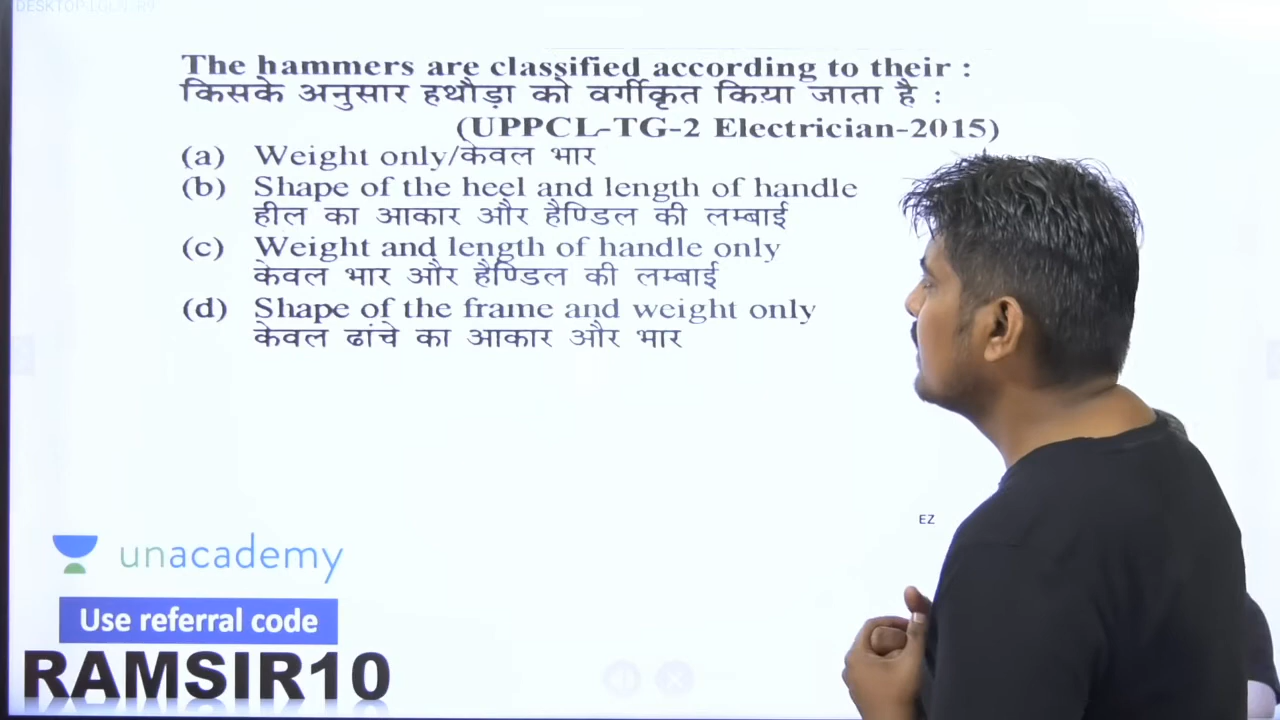 DESKTOP-
The hammers are classified according to their :
किसके अनुसार हथौड़ा को वर्गीकृत किया जाता है :
(UPPCL-TG-2 Electrician-2015)
(a) Weight only/केवल भार
(b) Shape of the heel and length of handle
हील का आकार और हैण्डिल की लम्बाई
(c) Weight and length of handle only
केवल भार और हैण्डिल की लम्बाई
(d) Shape of the frame and weight only
केवल ढांचे का आकार और भार
EZ
unacademy
Use referral code
RAMSIR10